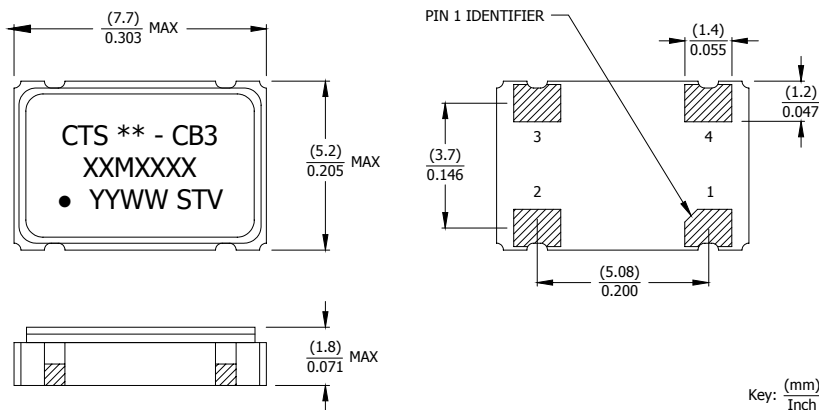 (7.7)
0.303 MAX
CTS ** - CB3
XXMXXXX
• YYWW STV
(5.2)
0.205 MAX
(1.8)
0.071 MAX
PIN 1 IDENTIFIER
(1.4)
0.055
(1.2)
0.047
3 4
(3.7)
0.146
2 1
(5.08)
0.200
Key: (mm)
Inch